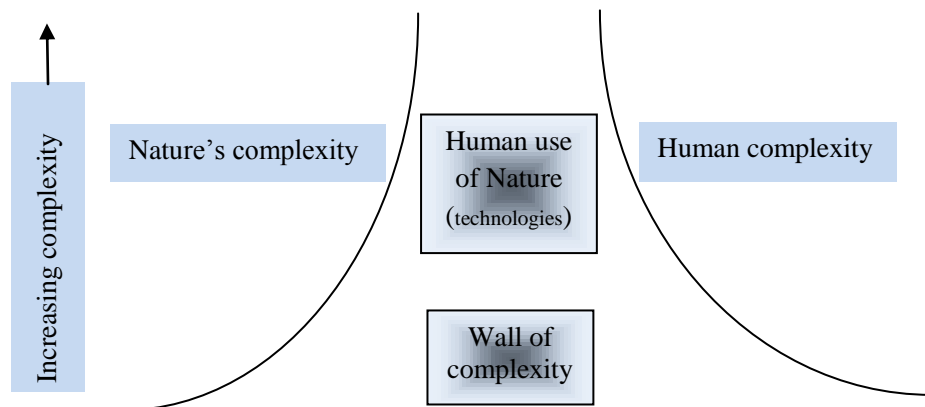 Increasing complexity
Nature’s complexity
Human use
of Nature
(technologies)
Human complexity
Wall of
complexity